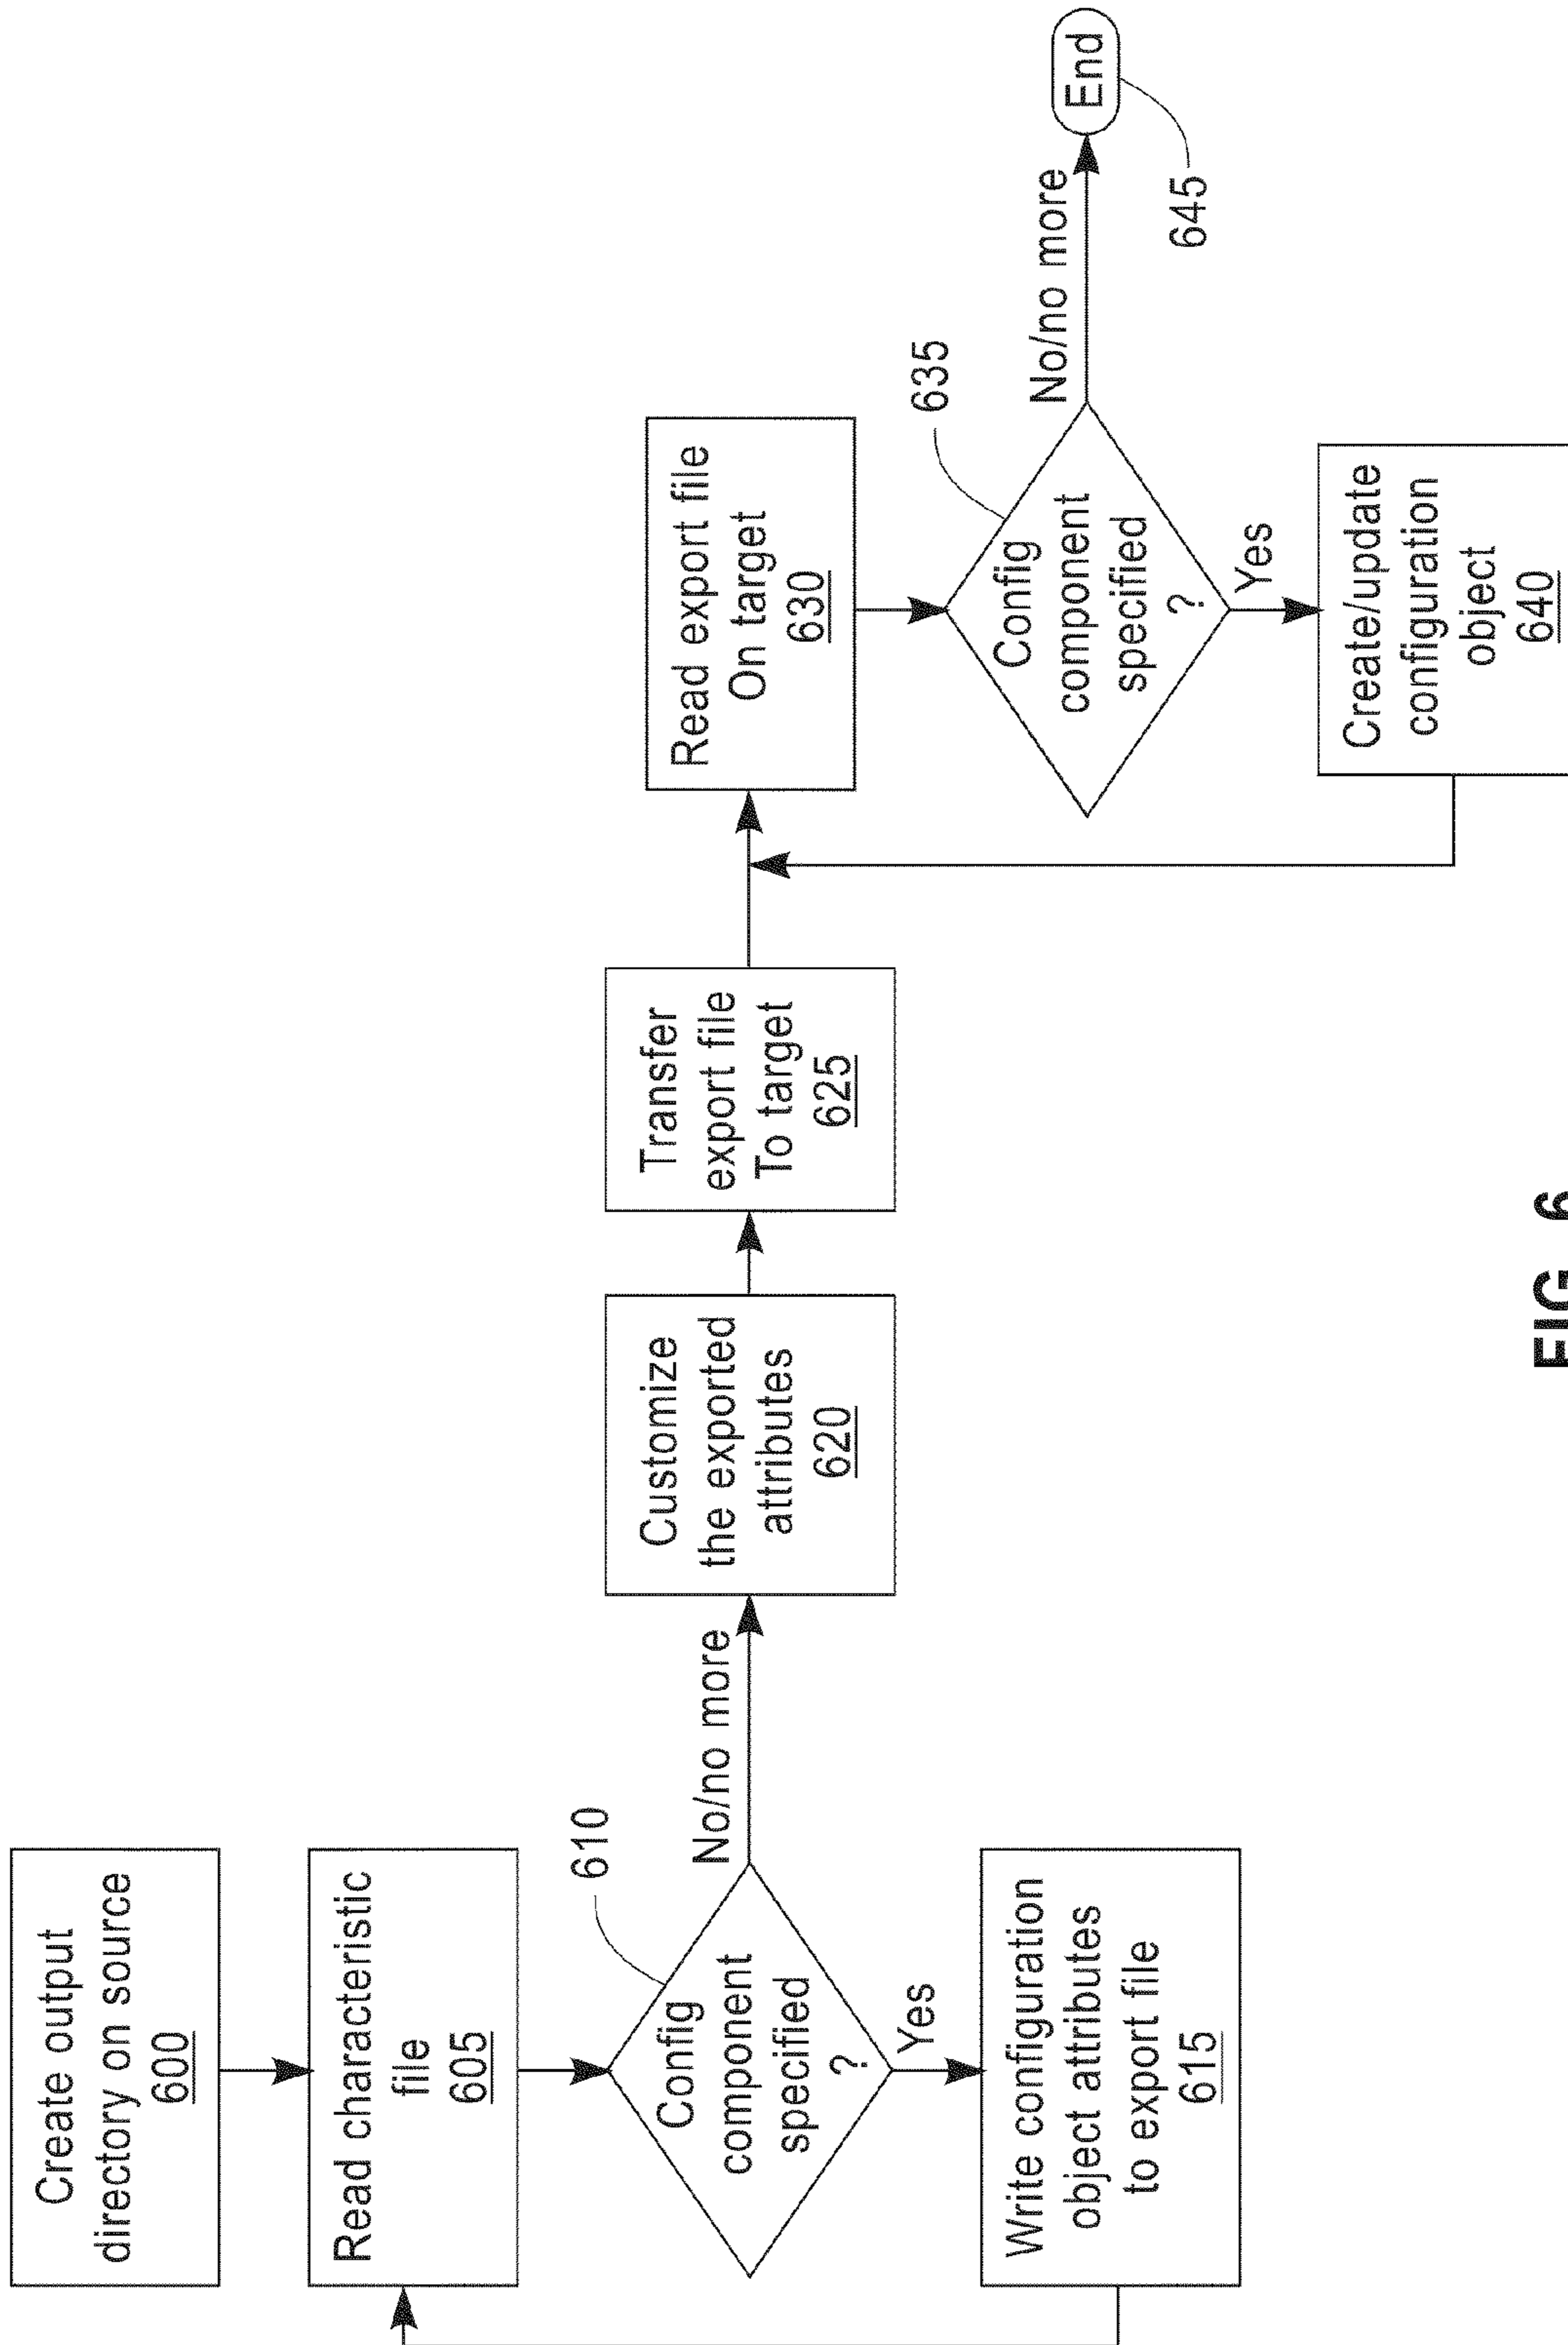 Create output
directory on source
600
Read characteristic
file
605
610
Config
component
specified
?
No/no more
Yes
Write configuration
object attributes
to export file
615
Customize
the exported
attributes
620
Transfer
export file
To target
625
Read export file
On target
630
635
Config
component
specified
?
No/no more
Yes
Create/update
configuration
object
640
End
645
FIG 6